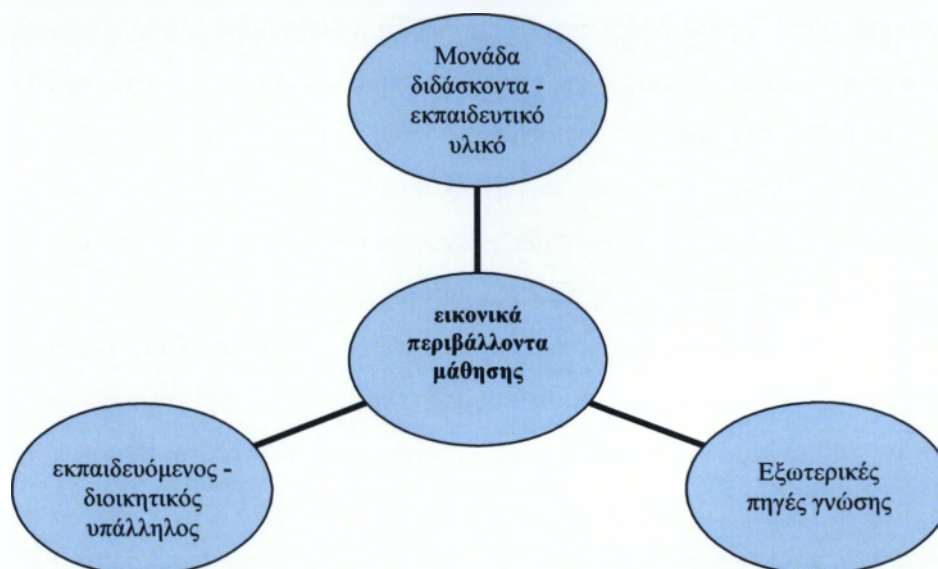 Μονάδα
διδάσκοντα -
εκπαιδευτικό
υλικό
εικονικά
περιβάλλοντα
μάθησης
εκπαιδευόμενος -
διοικητικός
υπάλληλος
Εξωτερικές
πηγές γνώσης